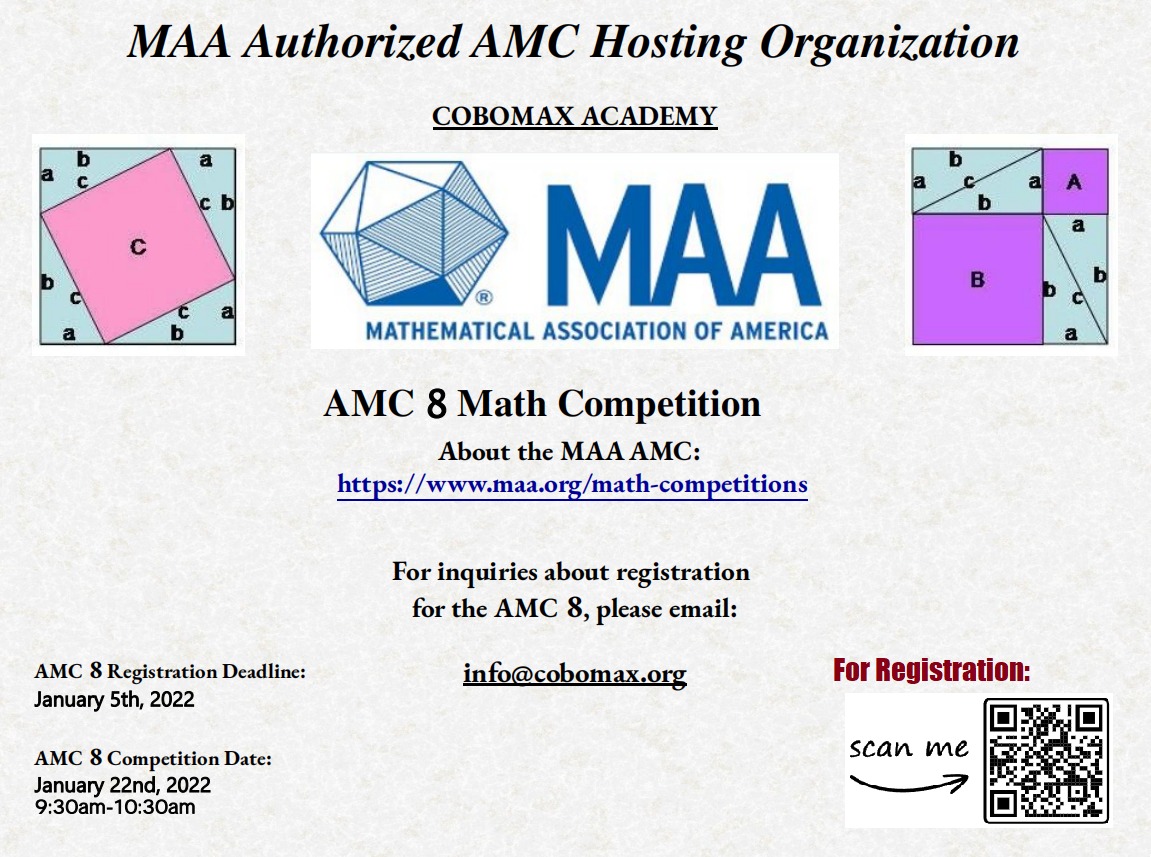 MAA Authorized AMC Hosting Organization
COBOMAX ACADEMY
b
a
a
c
c b
C
b
c
c
a
a
b
MAA
®
MATHEMATICAL ASSOCIATION OF AMERICA
b
a
c
a
A
b
a
B
b
b
c
a
AMC 8 Math Competition
About the MAA AMC:
https://www.maa.org/math-competitions
For inquiries about registration
for the AMC 8, please email:
info@cobomax.org
AMC 8 Registration Deadline:
January 5th, 2022
AMC 8 Competition Date:
January 22nd, 2022
9:30am-10:30am
For Registration:
scan me